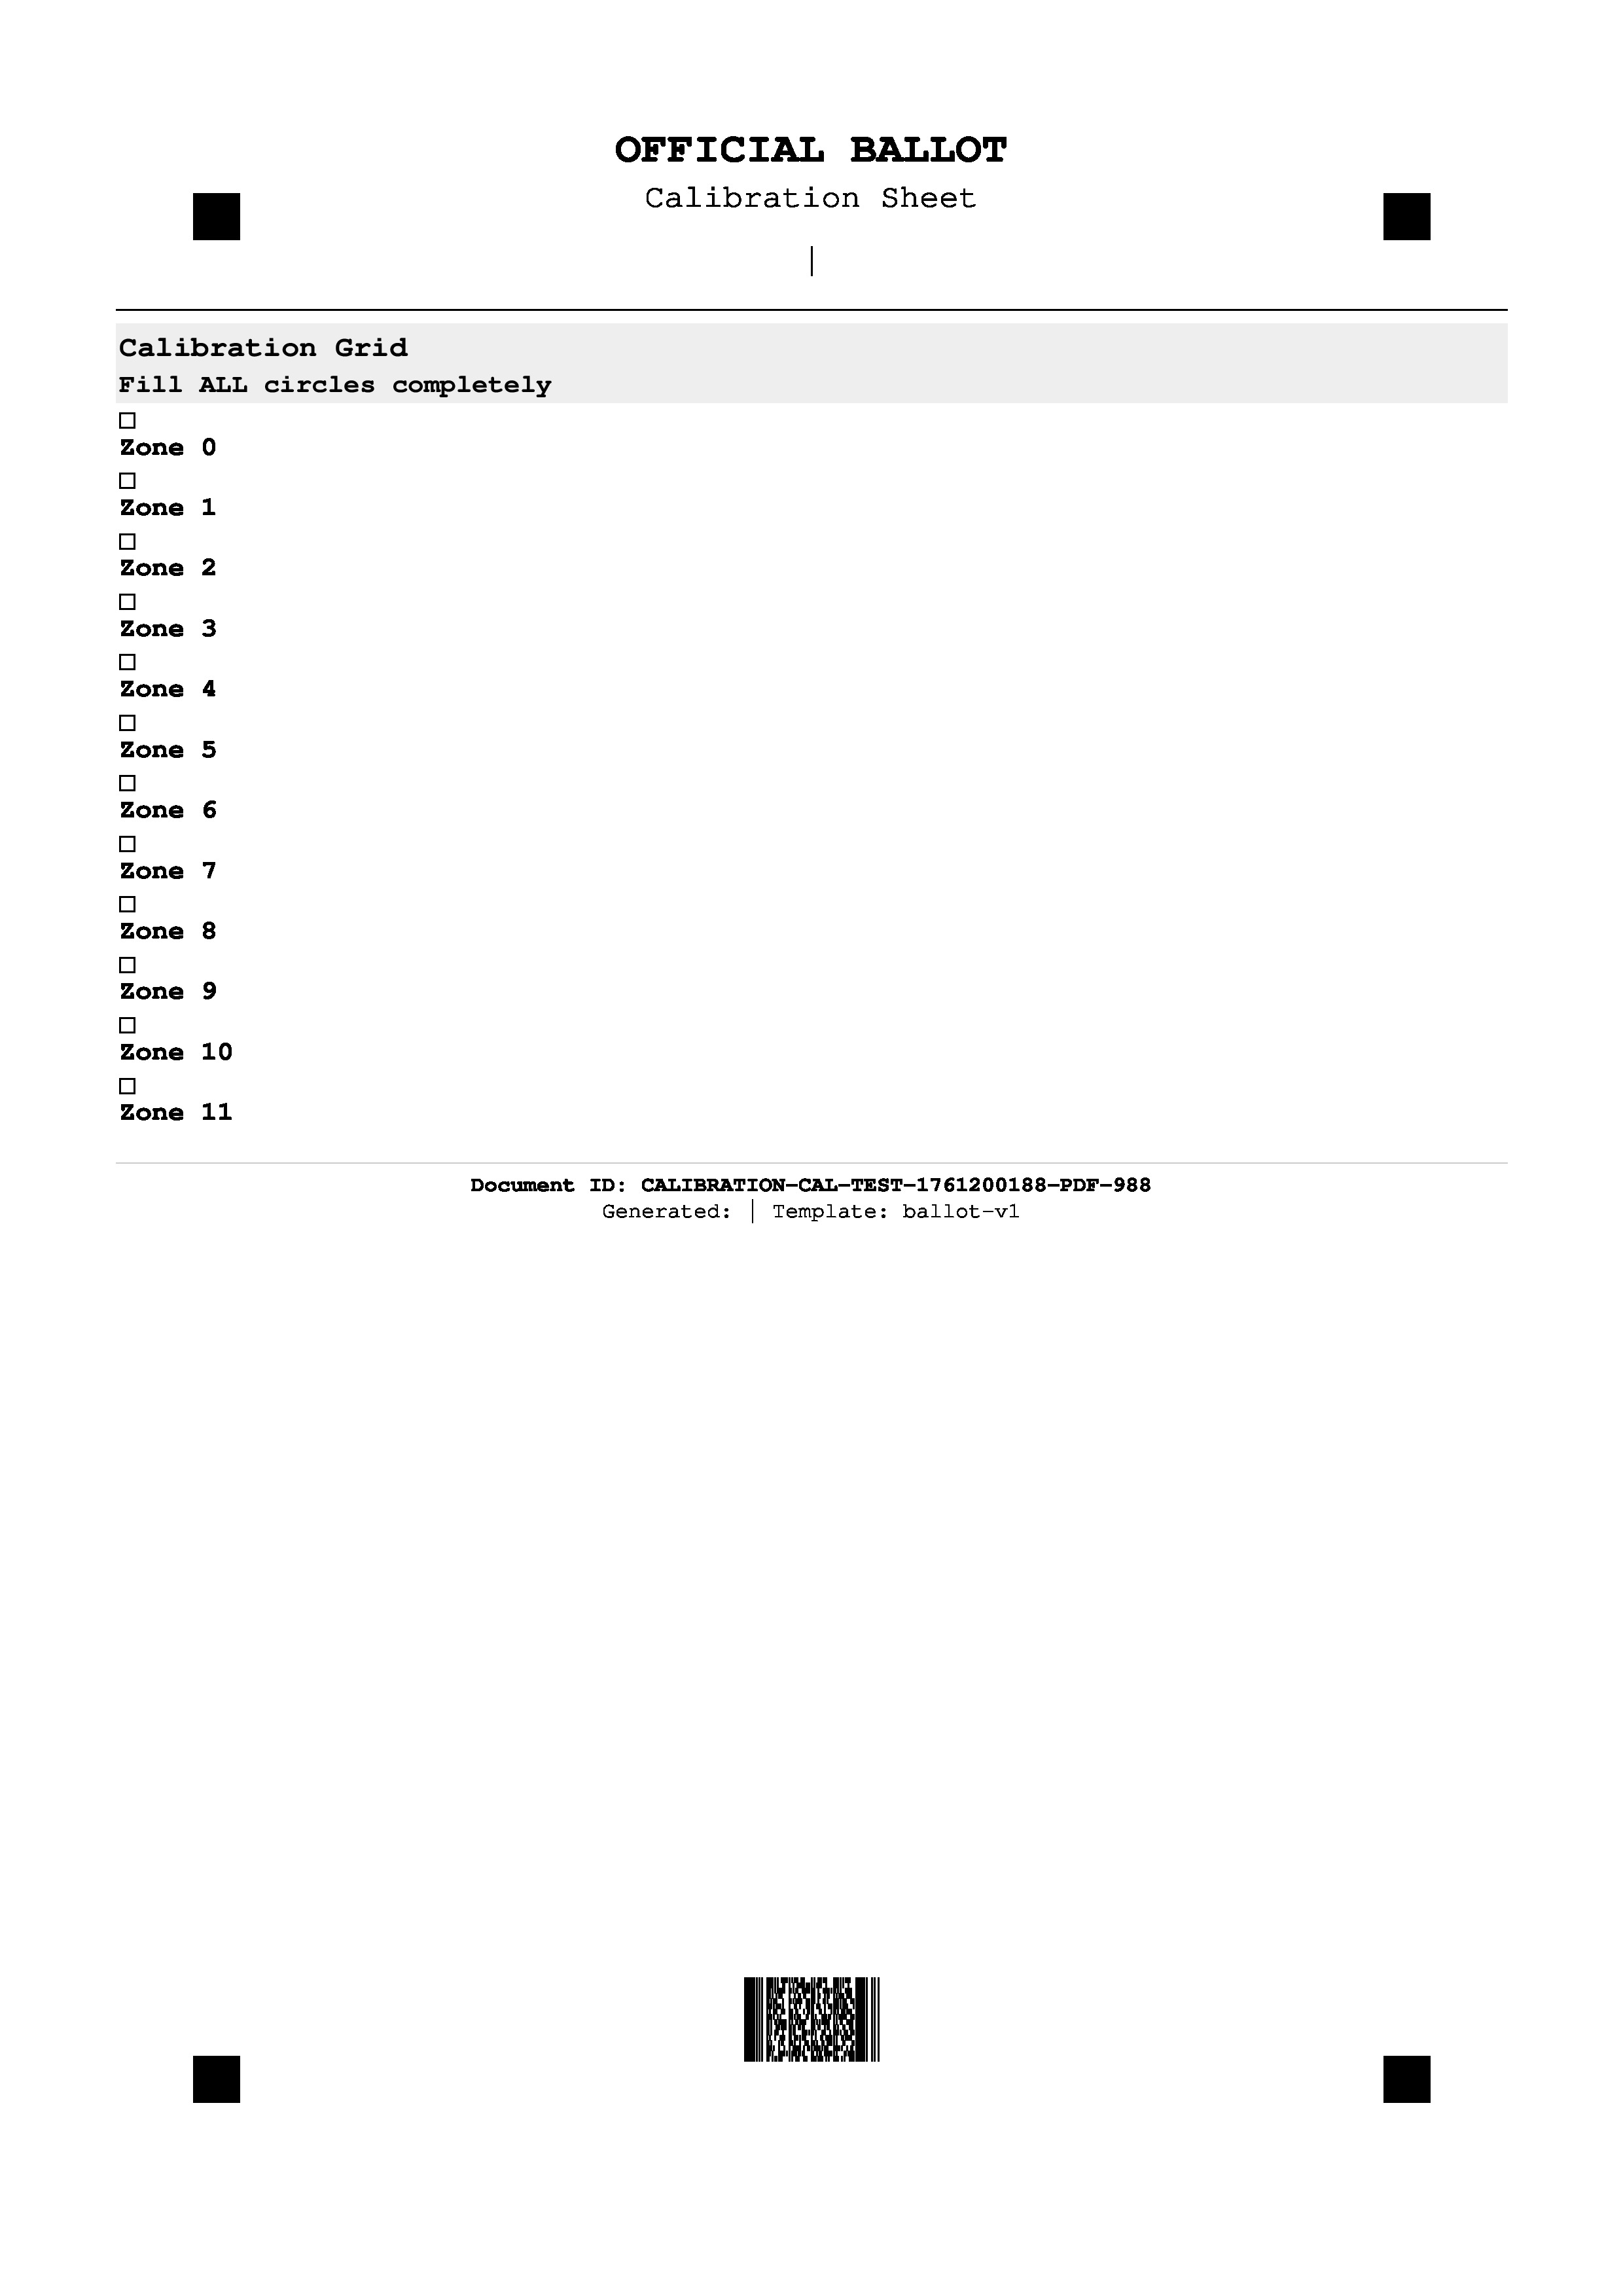 OFFICIAL BALLOT
Calibration Sheet
|
Calibration Grid
Fill ALL circles completely
Zone 0
Zone 1
Zone 2
Zone 3
Zone 4
Zone 5
Zone 6
Zone 7
Zone 8
Zone 9
Zone 10
Zone 11
Document ID: CALIBRATION-CAL-TEST-1761200188-PDF-988
Generated: | Template: ballot-v1